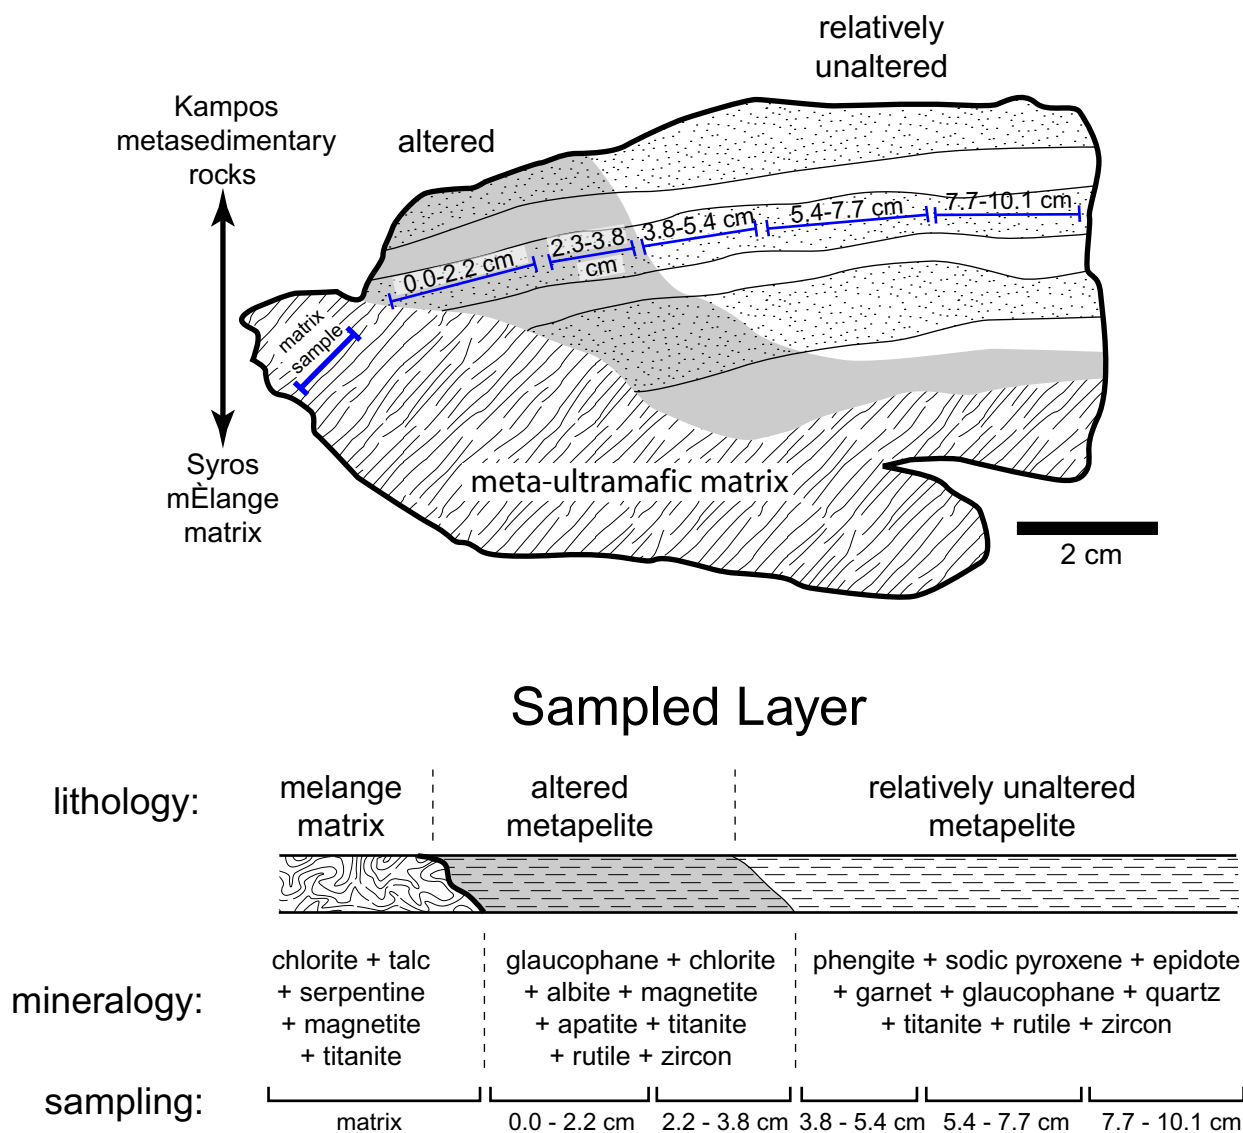 relatively
unaltered
Kampos
metasedimentary
rocks
altered
7.7-10.1 cm
5.4-7.7 cm
3.8-5.4 cm
2.3-3.8
cm
0.0-2.2 cm
matrix
sample
Syros
mÈlange
matrix
meta-ultramafic matrix
2 cm
Sampled Layer
lithology:
melange
matrix
altered
metapelite
relatively unaltered
metapelite
mineralogy:
chlorite + talc
+ serpentine
+ magnetite
+ titanite
glaucophane + chlorite
+ albite + magnetite
+ apatite + titanite
+ rutile + zircon
phengite + sodic pyroxene + epidote
+ garnet + glaucophane + quartz
+ titanite + rutile + zircon
sampling:
matrix
0.0 - 2.2 cm
2.2 - 3.8 cm
3.8 - 5.4 cm
5.4 - 7.7 cm
7.7 - 10.1 cm